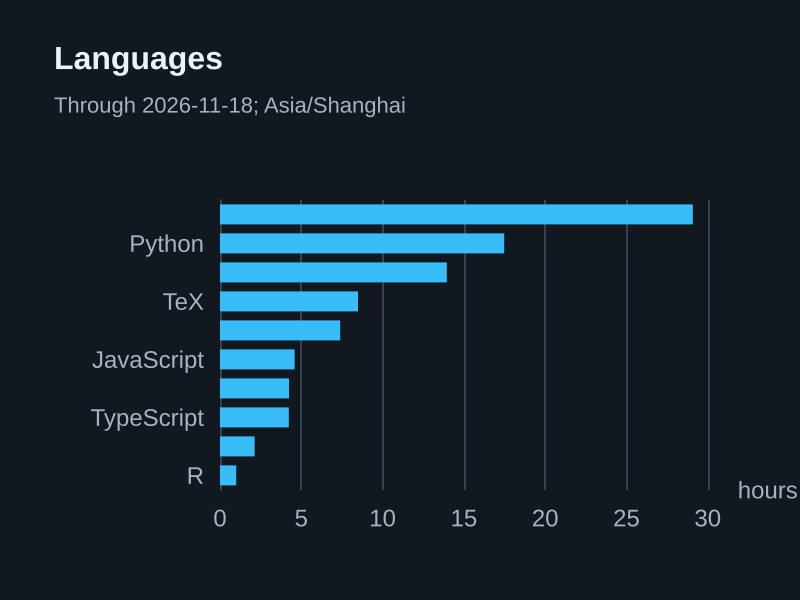 Languages
Through 2026-11-18; Asia/Shanghai
Python
TeX
JavaScript
TypeScript
R
hours
0 5 10 15 20 25 30